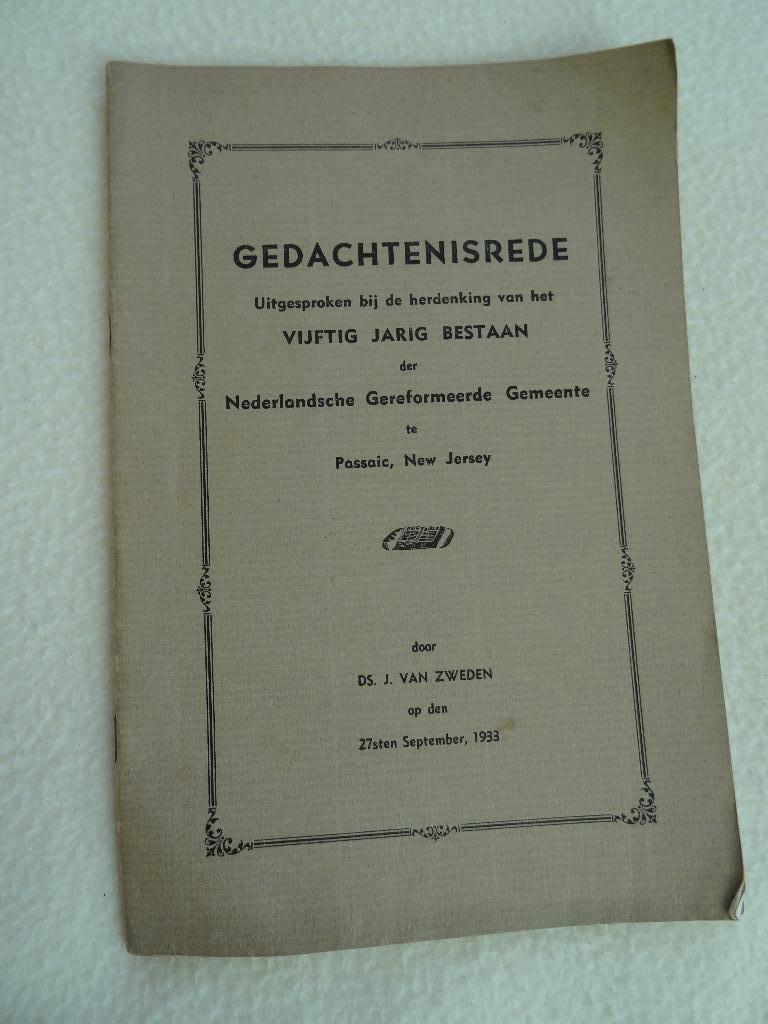 GEDACHTENISREDE
Uitgesproken bij de herdenking van het
VIJFTIG JARIG BESTAAN
der
Nederlandsche Gereformeerde Gemeente
te
Passaic, New Jersey
door
DS. J. VAN ZWEDEN
op den
27sten September, 1933